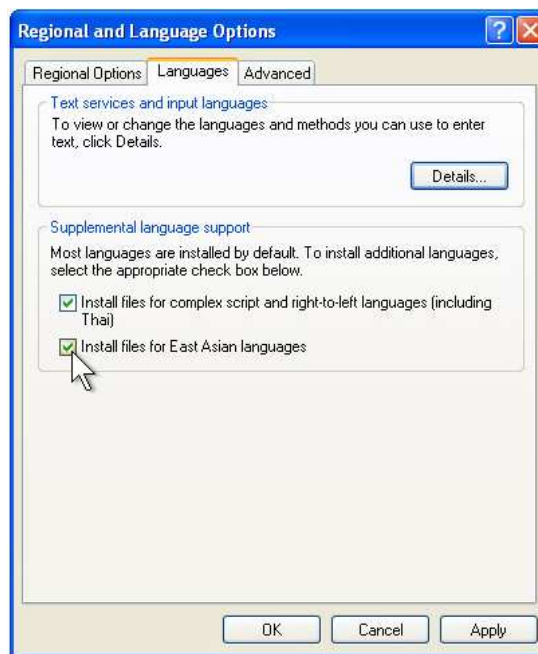 Regional and Language Options
Regional Options Languages Advanced
Text services and input languages
To view or change the languages and methods you can use to enter
text, click Details.
Details...
Supplemental language support
Most languages are installed by default. To install additional languages,
select the appropriate check box below.
Install files for complex script and right-to-left languages (including
Thai)
Install files for East Asian languages
OK Cancel Apply